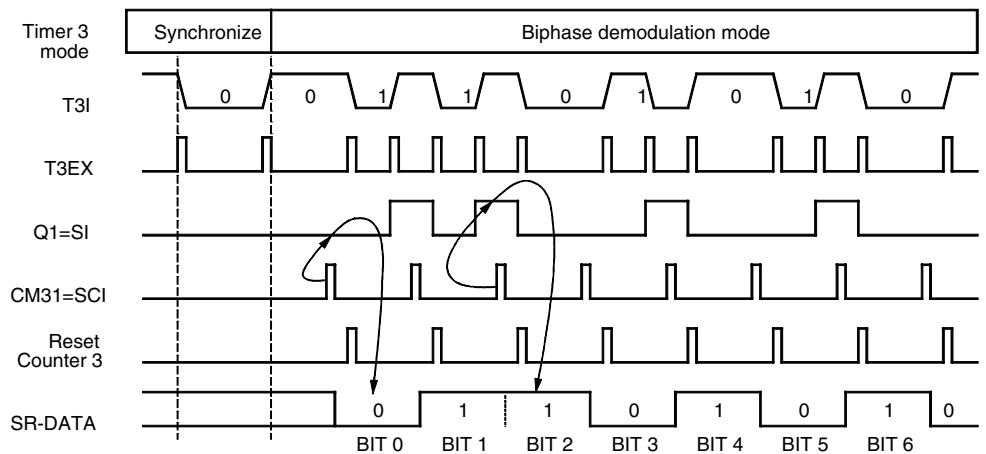 Timer 3
mode
Synchronize
Biphase demodulation mode
T3I
0 0 1 1 0 1 0 1 0
T3EX
Q1=SI
CM31=SCI
Reset
Counter 3
SR-DATA
0 1 1 0 1 0 1 0
BIT 0 BIT 1 BIT 2 BIT 3 BIT 4 BIT 5 BIT 6